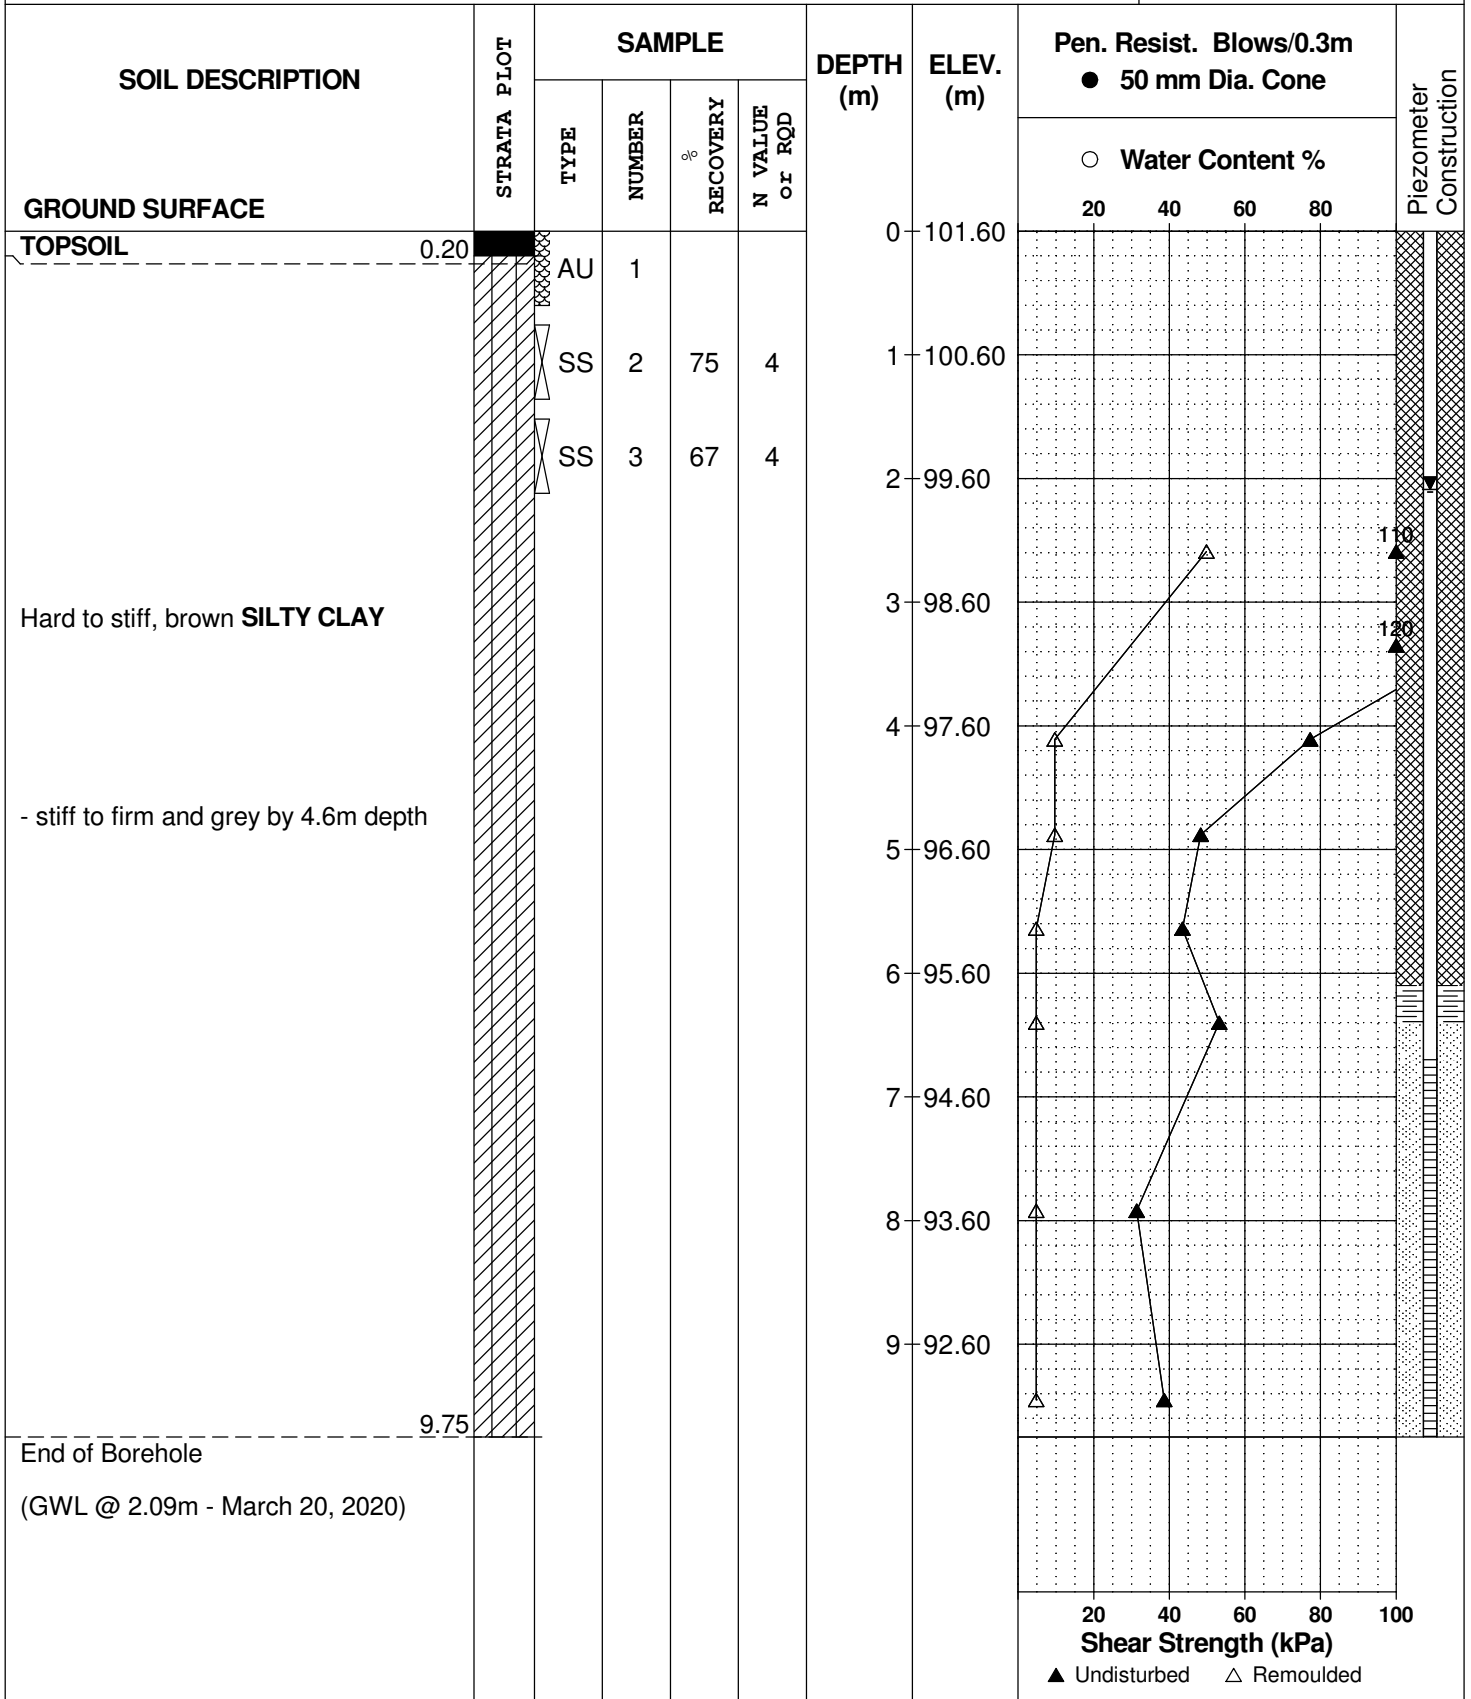 SOIL DESCRIPTION
GROUND SURFACE
STRATA PLOT
SAMPLE
TYPE
NUMBER
%
RECOVERY
N VALUE
or RQD
DEPTH
(m)
ELEV.
(m)
Pen. Resist. Blows/0.3m
● 50 mm Dia. Cone
○ Water Content %
20 40 60 80
Piezometer
Construction
TOPSOIL 0.20
AU 1
SS 2 75 4
SS 3 67 4
0 101.60
1 100.60
2 99.60
110
3 98.60
120
Hard to stiff, brown SILTY CLAY
4 97.60
- stiff to firm and grey by 4.6m depth
5 96.60
6 95.60
7 94.60
8 93.60
9 92.60
9.75
End of Borehole
(GWL @ 2.09m - March 20, 2020)
20 40 60 80 100
Shear Strength (kPa)
▲ Undisturbed △ Remoulded